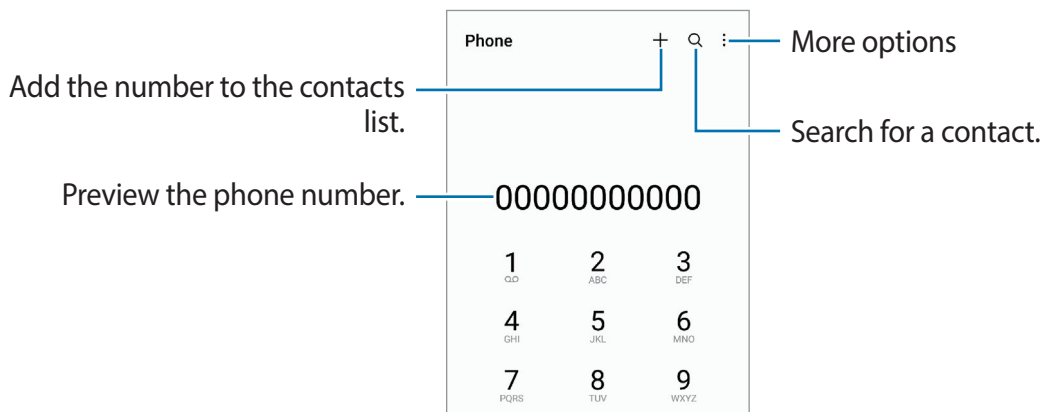 Phone
More options
Add the number to the contacts
list.
Search for a contact.
Preview the phone number.
00000000000
1 2 3
ABC DEF
4 5 6
GHI JKL MNO
7 8 9
PQRS TUV WXYZ